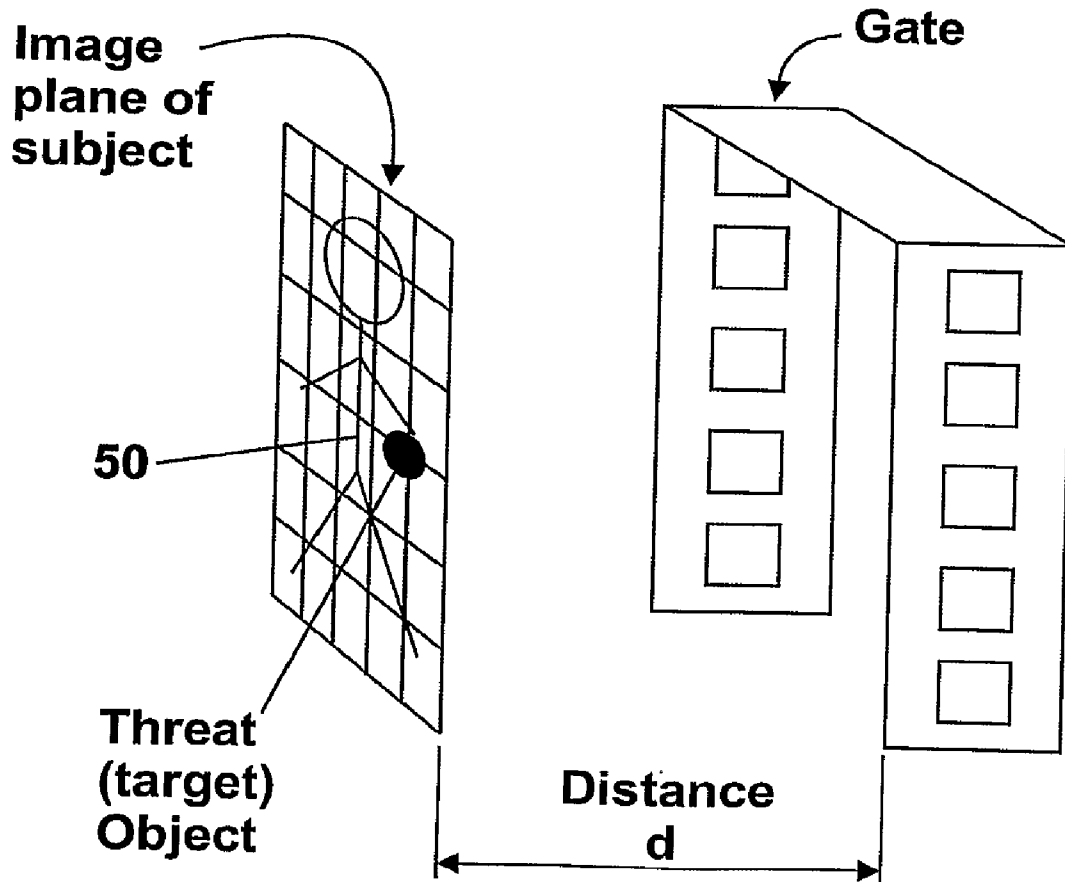 Image
plane of
subject
Gate
50
Threat
(target)
Object
Distance
d